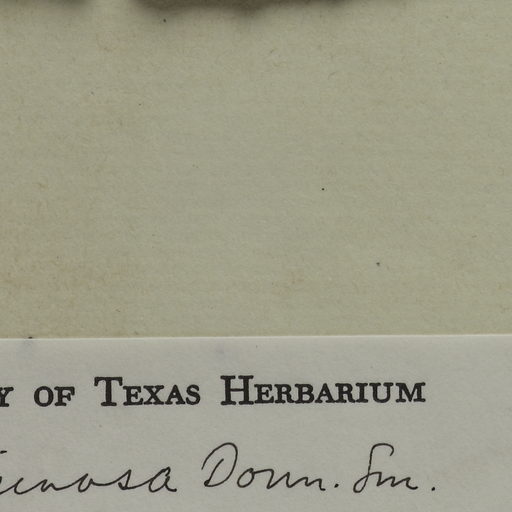 Y OF TEXAS HERBARIUM
Donn. Sm.